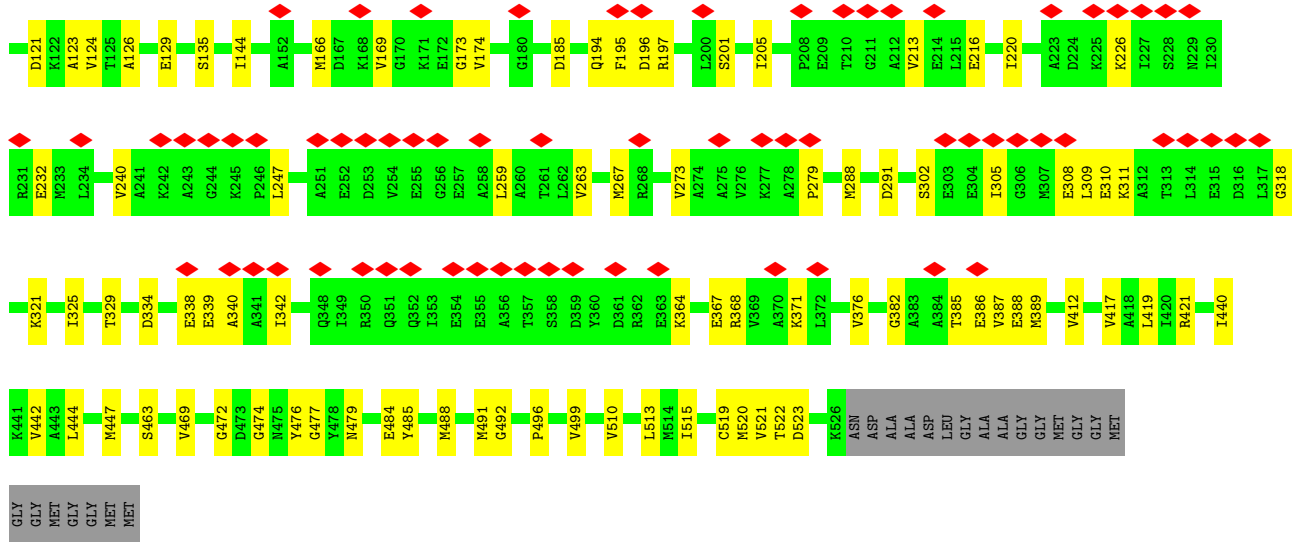 D121 K122 A123 V124 T125 A126 E129 S135 I144 A152 M166 D167 K168 V169 G170 K171 E172 G173 V174 G180 D185 Q194 F195 D196 R197 L200 S201 I205 P208 E209 T210 G211 A212 V213 E214 L215 E216 I220 A223 D224 K225 K226 I227 S228 N229 I230
R231 E232 M233 L234 V240 A241 K242 A243 G244 K245 P246 L247 A251 E252 D253 V254 E255 G256 E257 A258 L259 A260 T261 L262 V263 M267 R268 V273 A274 A275 V276 K277 A278 P279 M288 D291 S302 E303 E304 I305 G306 M307 E308 L309 E310 K311 A312 T313 L314 E315 D316 L317 G318
K321 I325 T329 D334 E338 E339 A340 A341 I342 Q348 I349 R350 Q351 Q352 I353 E354 E355 A356 T357 S358 D359 Y360 D361 R362 E363 K364 E367 R368 V369 A370 K371 L372 V376 G382 A383 A384 T385 E386 V387 E388 M389 V412 V417 A418 L419 I420 R421 I440
K441 V442 A443 L444 M447 S463 V469 G472 D473 G474 N475 Y476 G477 Y478 N479 E484 Y485 M488 M491 G492 P496 V499 V510 L513 M514 I515 C519 M520 V521 T522 D523 K526 ASN ASP ALA ALA ASP LEU GLY ALA ALA GLY GLY MET GLY GLY MET
GLY GLY MET GLY GLY MET MET